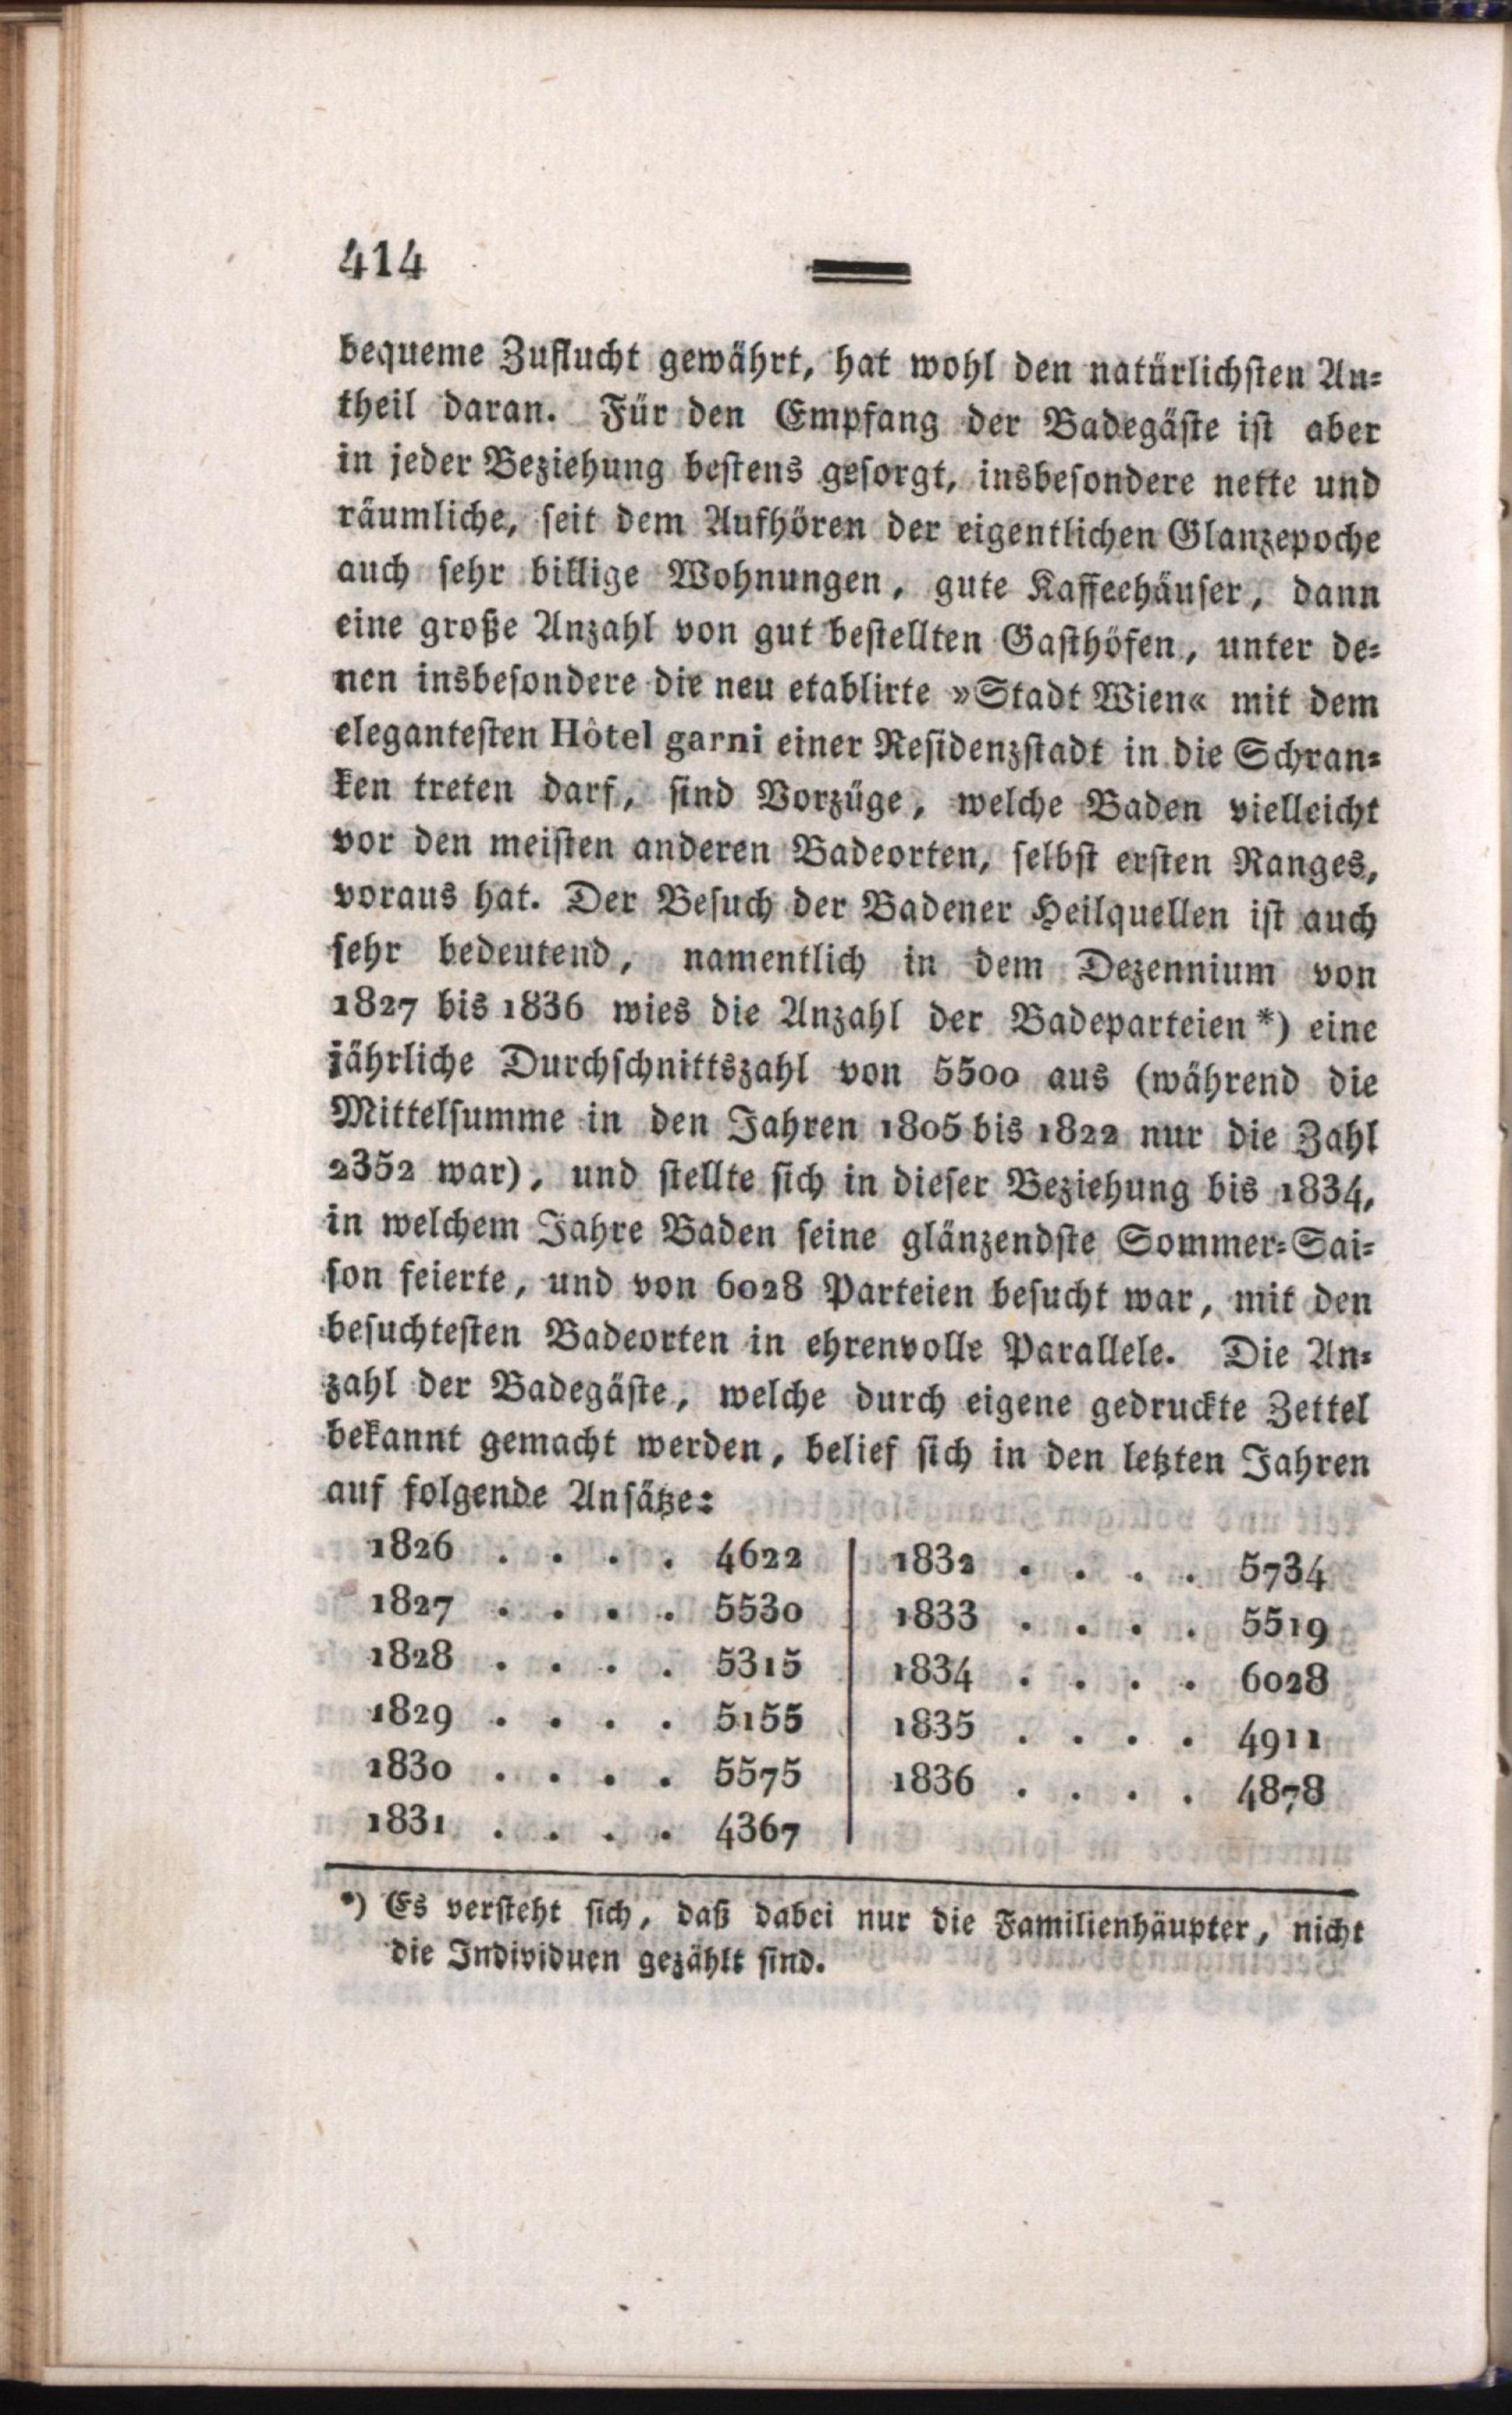 414
bequeme Zuflucht gewährt, hat wohl den natürlichsten An-
theil daran. Für den Empfang der Badegäste ist aber
in jeder Beziehung bestens gesorgt, insbesondere nette und
räumliche, seit dem Aufhören der eigentlichen Glanzepoche
auch sehr billige Wohnungen, gute Kaffeehäuser, dann
eine große Anzahl von gut bestellten Gasthöfen, unter de-
nen insbesondere die neu etablirte »Stadt Wien« mit dem
elegantesten Hôtel garni einer Residenzstadt in die Schran-
ken treten darf, sind Vorzüge, welche Baden vielleicht
vor den meisten anderen Badeorten, selbst ersten Ranges,
voraus hat. Der Besuch der Badener Heilquellen ist auch
sehr bedeutend, namentlich in dem Dezennium von
1827 bis 1836 wies die Anzahl der Badeparteien *) eine
jährliche Durchschnittszahl von 5500 aus (während die
Mittelsumme in den Jahren 1805 bis 1822 nur die Zahl
2352 war), und stellte sich in dieser Beziehung bis 1834,
in welchem Jahre Baden seine glänzendste Sommer-Sai-
son feierte, und von 6028 Parteien besucht war, mit den
besuchtesten Badeorten in ehrenvolle Parallele. Die An-
zahl der Badegäste, welche durch eigene gedruckte Zettel
bekannt gemacht werden, belief sich in den letzten Jahren
auf folgende Ansätze:
1826 . . . . 4622
1827 . . . . 5530
1828 . . . . 5315
1829 . . . . 5155
1830 . . . . 5575
1831 . . . . 4367
1832 . . . . 5734
1833 . . . . 5519
1834 . . . . 6028
1835 . . . . 4911
1836 . . . . 4878
*) Es versteht sich, daß dabei nur die Familienhäupter, nicht
die Individuen gezählt sind.